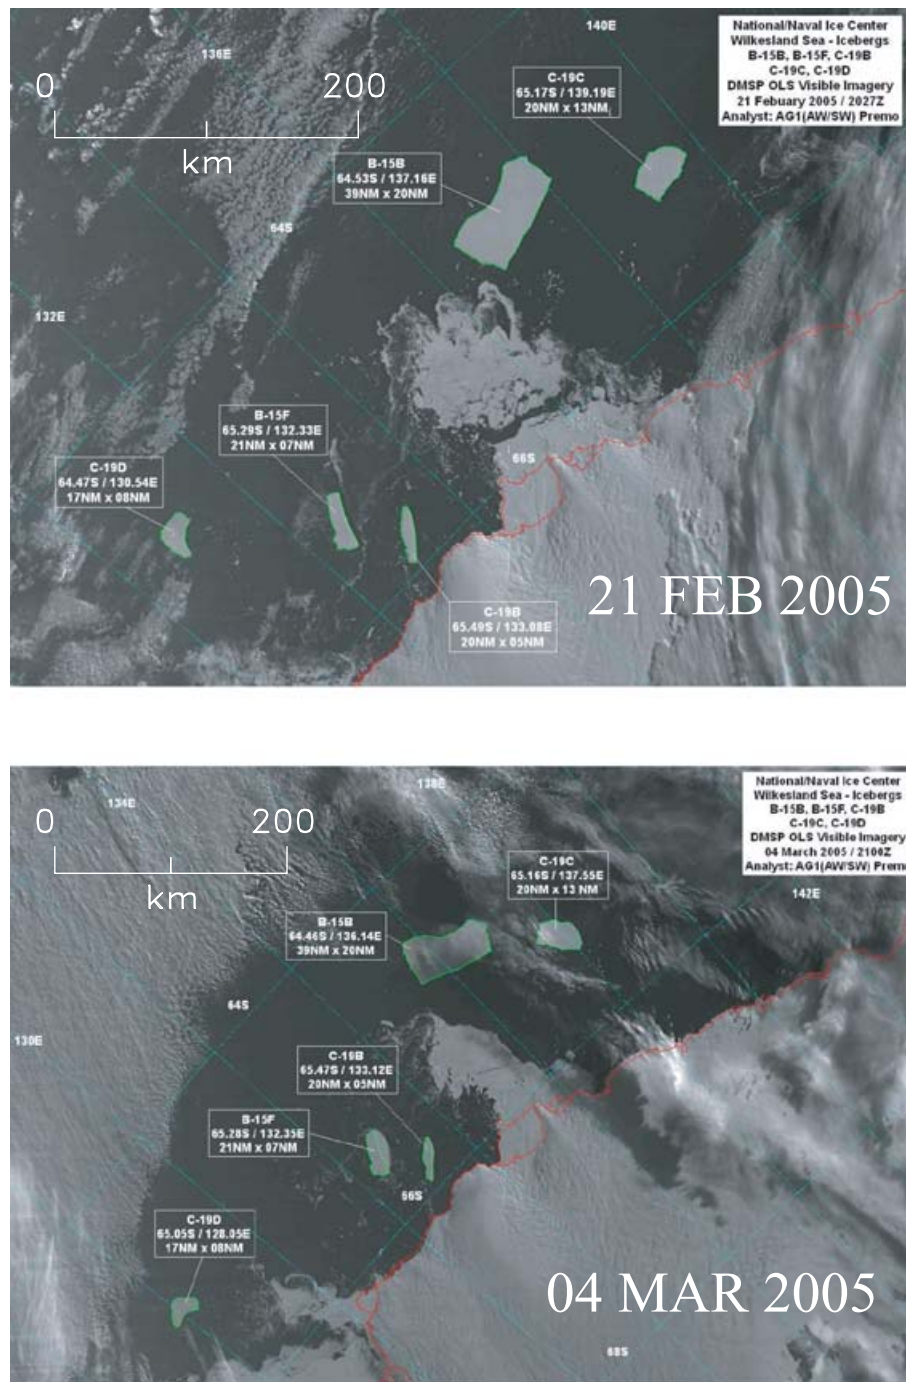 140E
136E
National/Naval Ice Center
Wilkesland Sea - Icebergs
B-15B, B-15F, C-19B
C-19C, C-19D
DMSP OLS Visible Imagery
21 Febuary 2005 / 2027Z
Analyst: AG1(AW/SW) Premo
0 200
km
C-19C
65.17S / 139.19E
20NM x 13NM
B-15B
64.53S / 137.16E
39NM x 20NM
64S
132E
B-15F
65.29S / 132.33E
21NM x 07NM
66S
C-19D
64.47S / 130.54E
17NM x 08NM
C-19B
65.49S / 133.08E
20NM x 05NM
21 FEB 2005
138E
134E
National/Naval Ice Center
Wilkesland Sea - Icebergs
B-15B, B-15F, C-19B
C-19C, C-19D
DMSP OLS Visible Imagery
04 March 2005 / 2100Z
Analyst: AG1(AW/SW) Prem
0 200
km
C-19C
65.16S / 137.55E
20NM x 13 NM
142E
B-15B
64.46S / 136.14E
39NM x 20NM
64S
130E
C-19B
65.47S / 133.12E
20NM x 05NM
B-15F
65.28S / 132.35E
21NM x 07NM
66S
C-19D
65.05S / 128.05E
17NM x 08NM
04 MAR 2005
68S